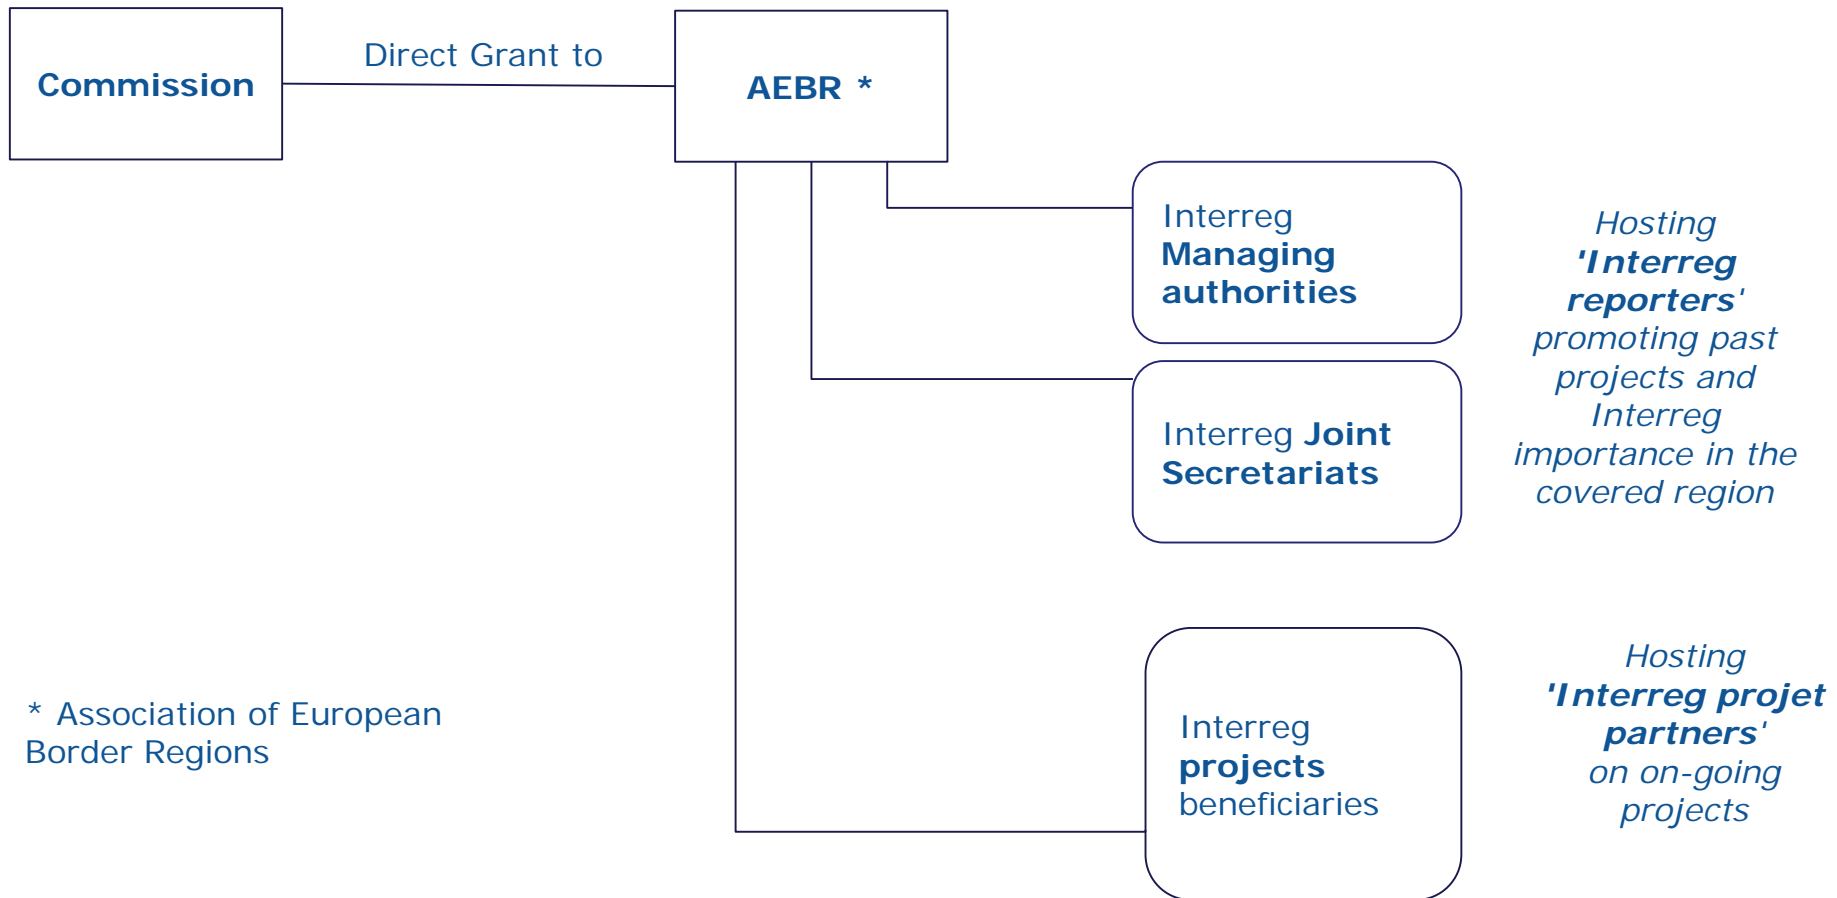 Commission
Direct Grant to
AEBR *
Interreg
Managing
authorities
Hosting
'Interreg
reporters'
promoting past
projects and
Interreg
importance in the
covered region
Interreg Joint
Secretariats
* Association of European
Border Regions
Interreg
projects
beneficiaries
Hosting
'Interreg projet
partners'
on on-going
projects